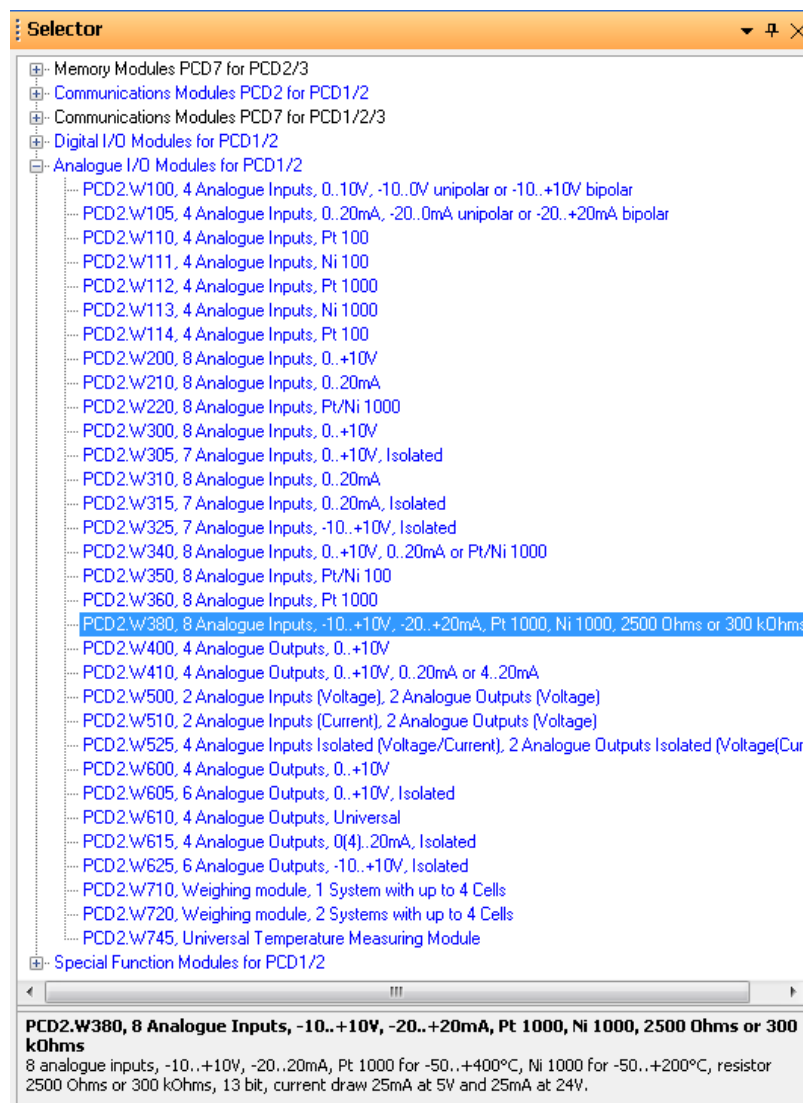 Selector
Memory Modules PCD7 for PCD2/3
Communications Modules PCD2 for PCD1/2
Communications Modules PCD7 for PCD1/2/3
Digital I/O Modules for PCD1/2
Analogue I/O Modules for PCD1/2
PCD2.W100, 4 Analogue Inputs, 0..10V, -10..0V unipolar or -10..+10V bipolar
PCD2.W105, 4 Analogue Inputs, 0..20mA, -20..0mA unipolar or -20..+20mA bipolar
PCD2.W110, 4 Analogue Inputs, Pt 100
PCD2.W111, 4 Analogue Inputs, Ni 100
PCD2.W112, 4 Analogue Inputs, Pt 1000
PCD2.W113, 4 Analogue Inputs, Ni 1000
PCD2.W114, 4 Analogue Inputs, Pt 100
PCD2.W200, 8 Analogue Inputs, 0..+10V
PCD2.W210, 8 Analogue Inputs, 0..20mA
PCD2.W220, 8 Analogue Inputs, Pt/Ni 1000
PCD2.W300, 8 Analogue Inputs, 0..+10V
PCD2.W305, 7 Analogue Inputs, 0..+10V, Isolated
PCD2.W310, 8 Analogue Inputs, 0..20mA
PCD2.W315, 7 Analogue Inputs, 0..20mA, Isolated
PCD2.W325, 7 Analogue Inputs, -10..+10V, Isolated
PCD2.W340, 8 Analogue Inputs, 0..+10V, 0..20mA or Pt/Ni 1000
PCD2.W350, 8 Analogue Inputs, Pt/Ni 100
PCD2.W360, 8 Analogue Inputs, Pt 1000
PCD2.W380, 8 Analogue Inputs, -10..+10V, -20..+20mA, Pt 1000, Ni 1000, 2500 Ohms or 300 kOhms
PCD2.W400, 4 Analogue Outputs, 0..+10V
PCD2.W410, 4 Analogue Outputs, 0..+10V, 0..20mA or 4..20mA
PCD2.W500, 2 Analogue Inputs (Voltage), 2 Analogue Outputs (Voltage)
PCD2.W510, 2 Analogue Inputs (Current), 2 Analogue Outputs (Voltage)
PCD2.W525, 4 Analogue Inputs Isolated (Voltage/Current), 2 Analogue Outputs Isolated (Voltage(Cur
PCD2.W600, 4 Analogue Outputs, 0..+10V
PCD2.W605, 6 Analogue Outputs, 0..+10V, Isolated
PCD2.W610, 4 Analogue Outputs, Universal
PCD2.W615, 4 Analogue Outputs, 0(4)..20mA, Isolated
PCD2.W625, 6 Analogue Outputs, -10..+10V, Isolated
PCD2.W710, Weighing module, 1 System with up to 4 Cells
PCD2.W720, Weighing module, 2 Systems with up to 4 Cells
PCD2.W745, Universal Temperature Measuring Module
Special Function Modules for PCD1/2
PCD2.W380, 8 Analogue Inputs, -10..+10V, -20..+20mA, Pt 1000, Ni 1000, 2500 Ohms or 300
kOhms
8 analogue inputs, -10..+10V, -20..20mA, Pt 1000 for -50..+400°C, Ni 1000 for -50..+200°C, resistor
2500 Ohms or 300 kOhms, 13 bit, current draw 25mA at 5V and 25mA at 24V.